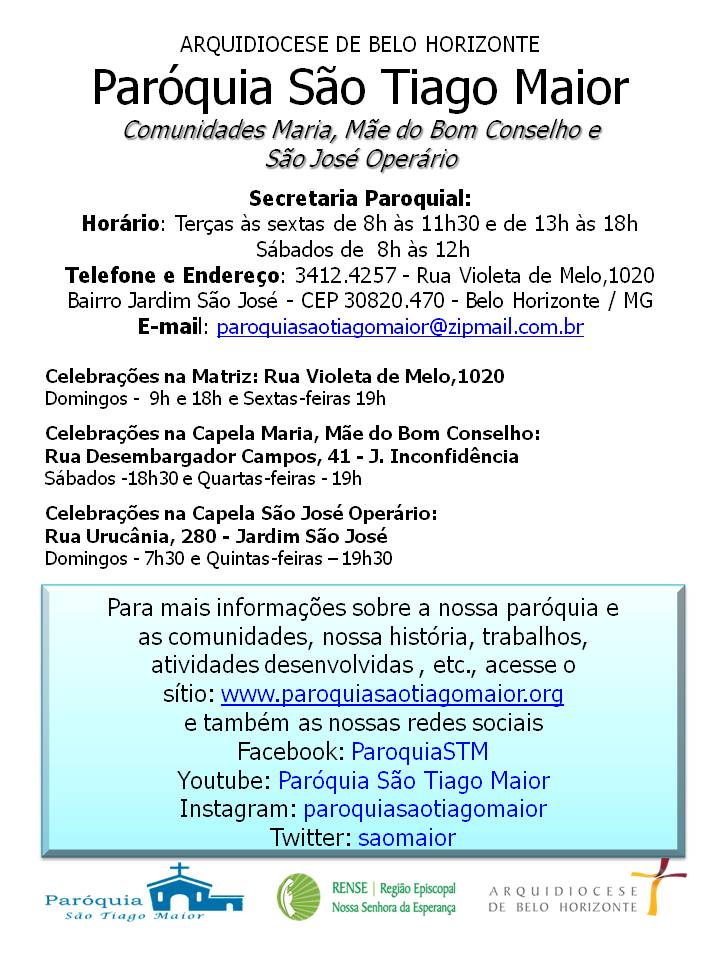 ARQUIDIOCESE DE BELO HORIZONTE
Paróquia São Tiago Maior
Comunidades Maria, Mãe do Bom Conselho e
São José Operário
Secretaria Paroquial:
Horário: Terças às sextas de 8h às 11h30 e de 13h às 18h
Sábados de 8h às 12h
Telefone e Endereço: 3412.4257 - Rua Violeta de Melo,1020
Bairro Jardim São José - CEP 30820.470 - Belo Horizonte / MG
E-mail: paroquiasaotiagomaior@zipmail.com.br
Celebrações na Matriz: Rua Violeta de Melo,1020
Domingos - 9h e 18h e Sextas-feiras 19h
Celebrações na Capela Maria, Mãe do Bom Conselho:
Rua Desembargador Campos, 41 - J. Inconfidência
Sábados -18h30 e Quartas-feiras - 19h
Celebrações na Capela São José Operário:
Rua Urucânia, 280 - Jardim São José
Domingos - 7h30 e Quintas-feiras – 19h30
Para mais informações sobre a nossa paróquia e
as comunidades, nossa história, trabalhos,
atividades desenvolvidas , etc., acesse o
sítio: www.paroquiasaotiagomaior.org
e também as nossas redes sociais
Facebook: ParoquiaSTM
Youtube: Paróquia São Tiago Maior
Instagram: paroquiasaotiagomaior
Twitter: saomaior
Paróquia
São Tiago Maior
RENSE | Região Episcopal
Nossa Senhora da Esperança
ARQUIDIOCESE
DE BELO HORIZONTE